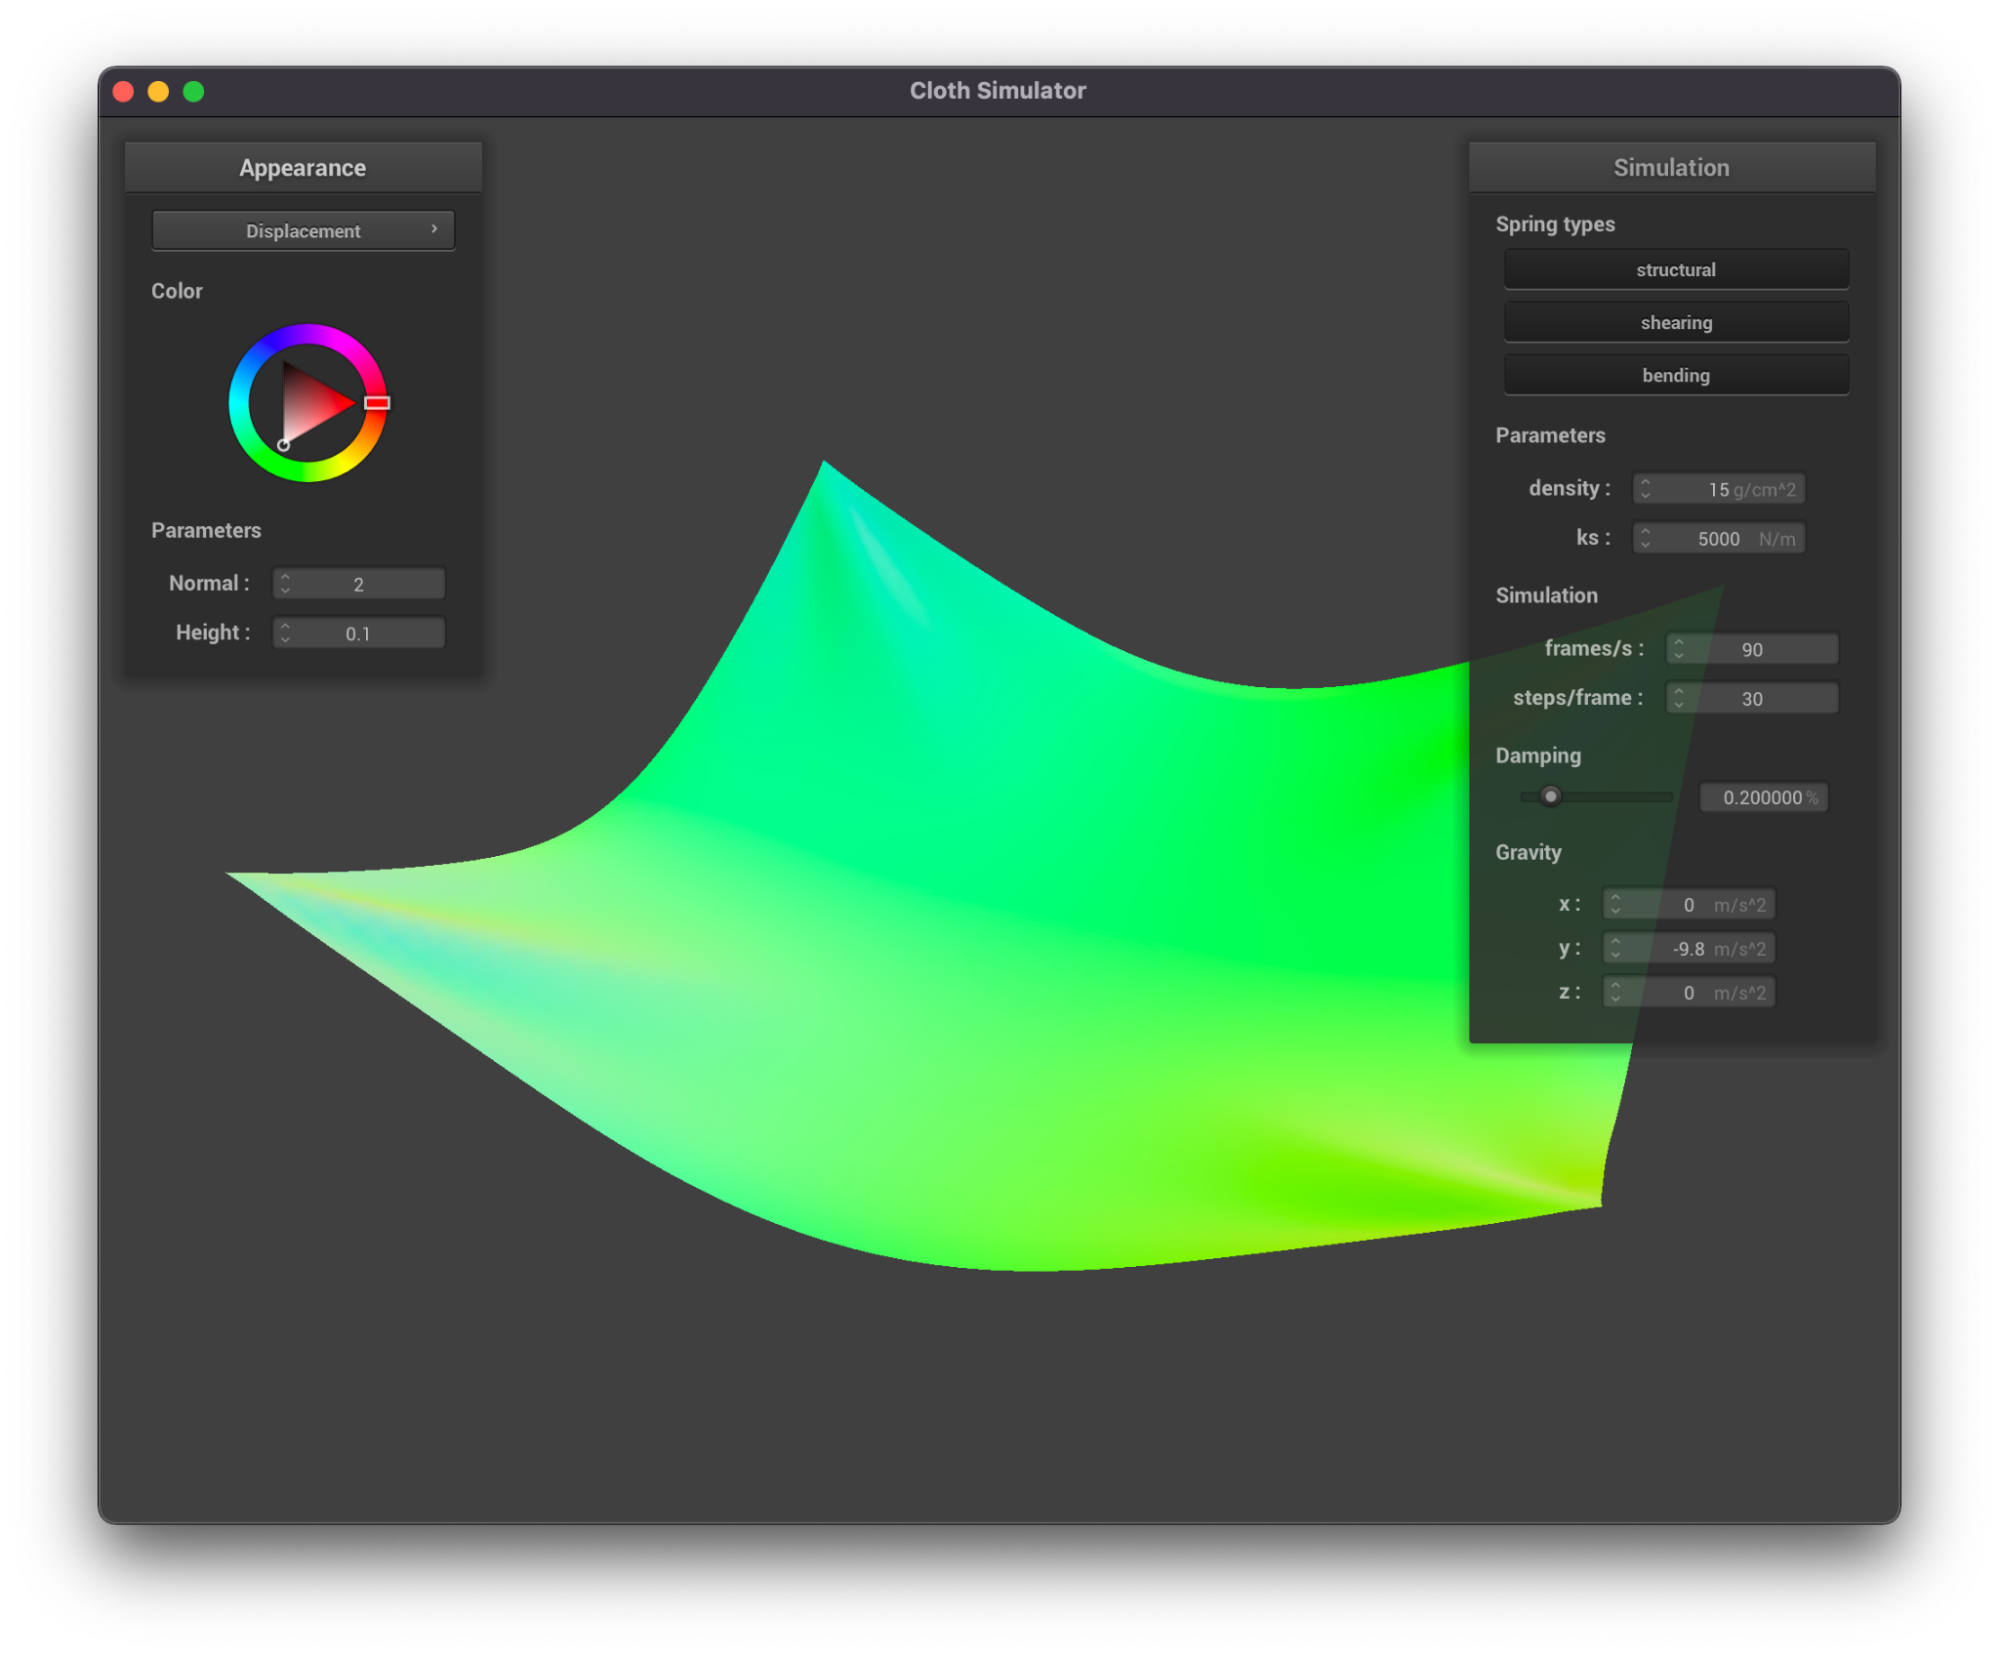 Cloth Simulator
Appearance
Displacement
Color
Parameters
Normal : 2
Height : 0.1
Simulation
Spring types
structural
shearing
bending
Parameters
density : 15 g/cm^2
ks : 5000 N/m
Simulation
frames/s : 90
steps/frame : 30
Damping
0.200000 %
Gravity
x : 0 m/s^2
y : -9.8 m/s^2
z : 0 m/s^2